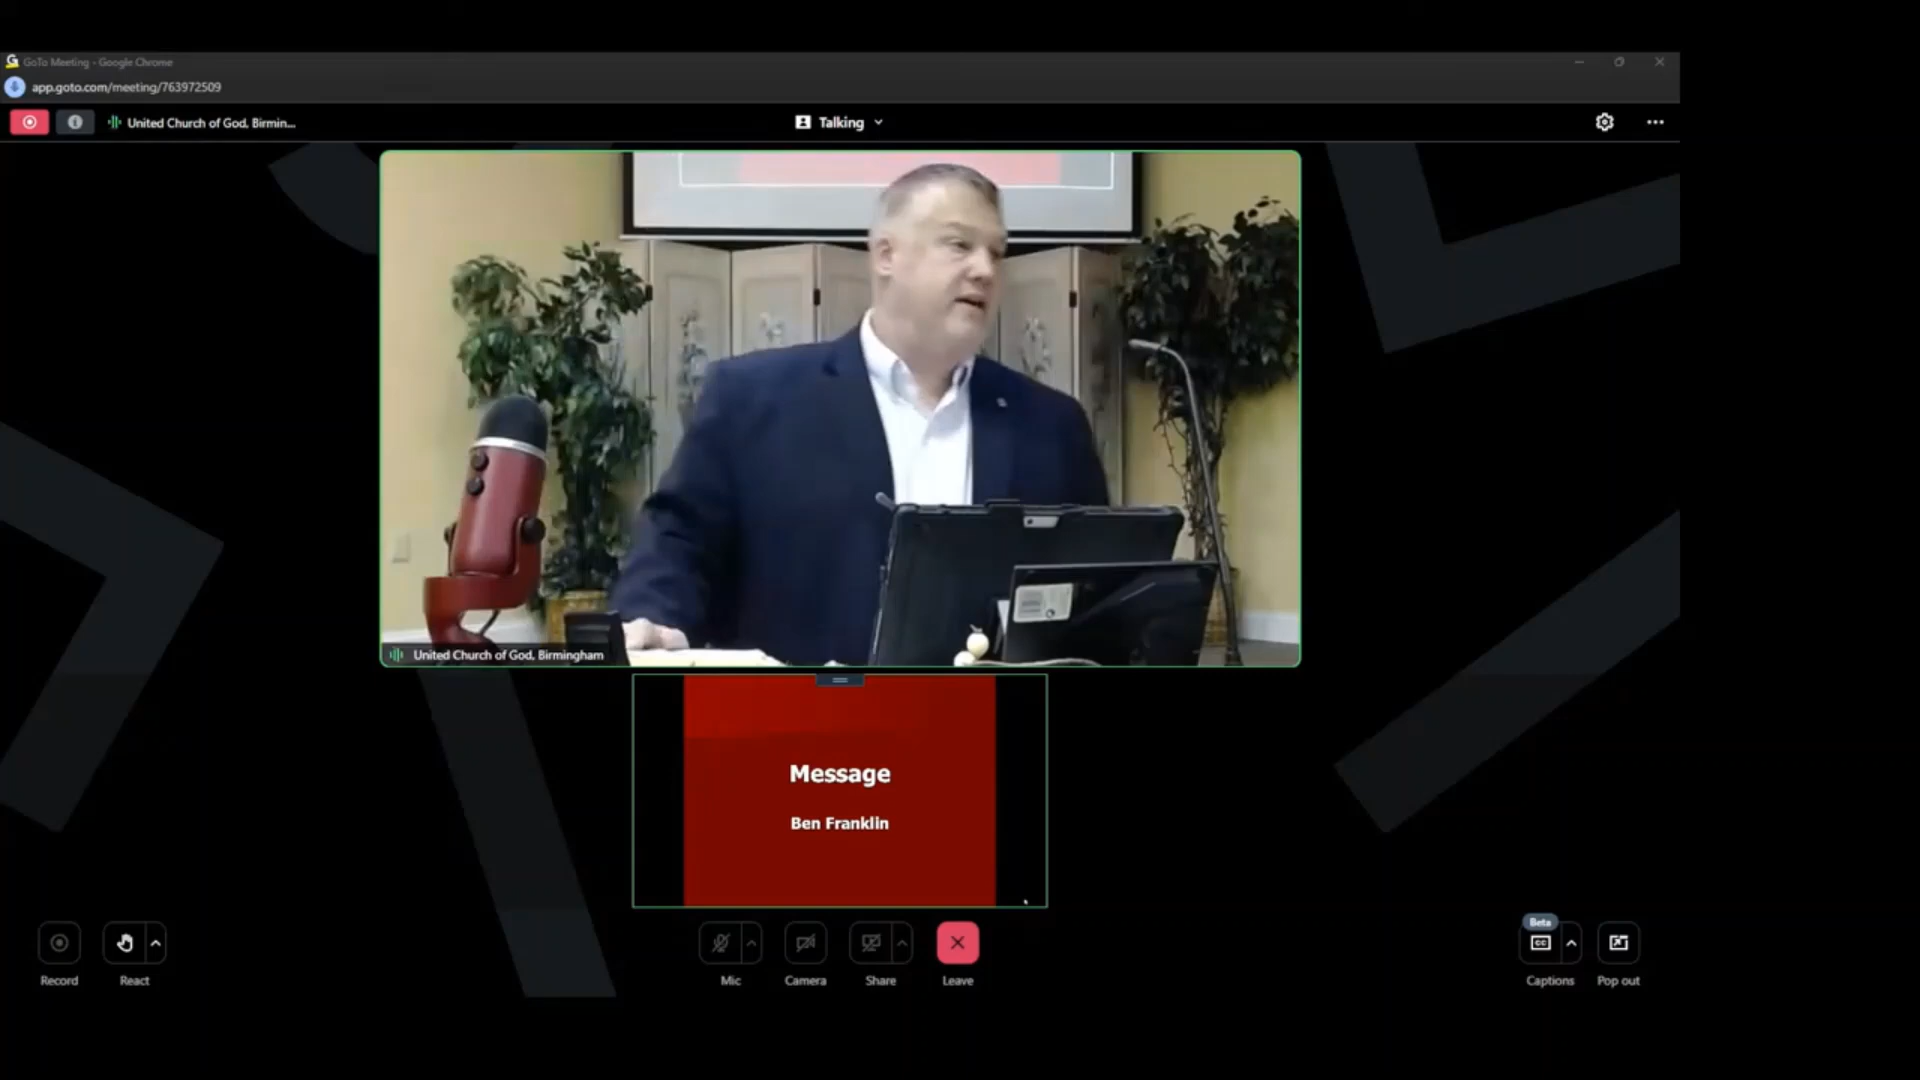 GoTo Meeting - Google Chrome
app.goto.com/meeting/763972509
United Church of God, Birmin...
Talking
United Church of God, Birmingham
Message
Ben Franklin
Record
React
Mic
Camera
Share
Leave
Beta
CC
Captions
Pop out